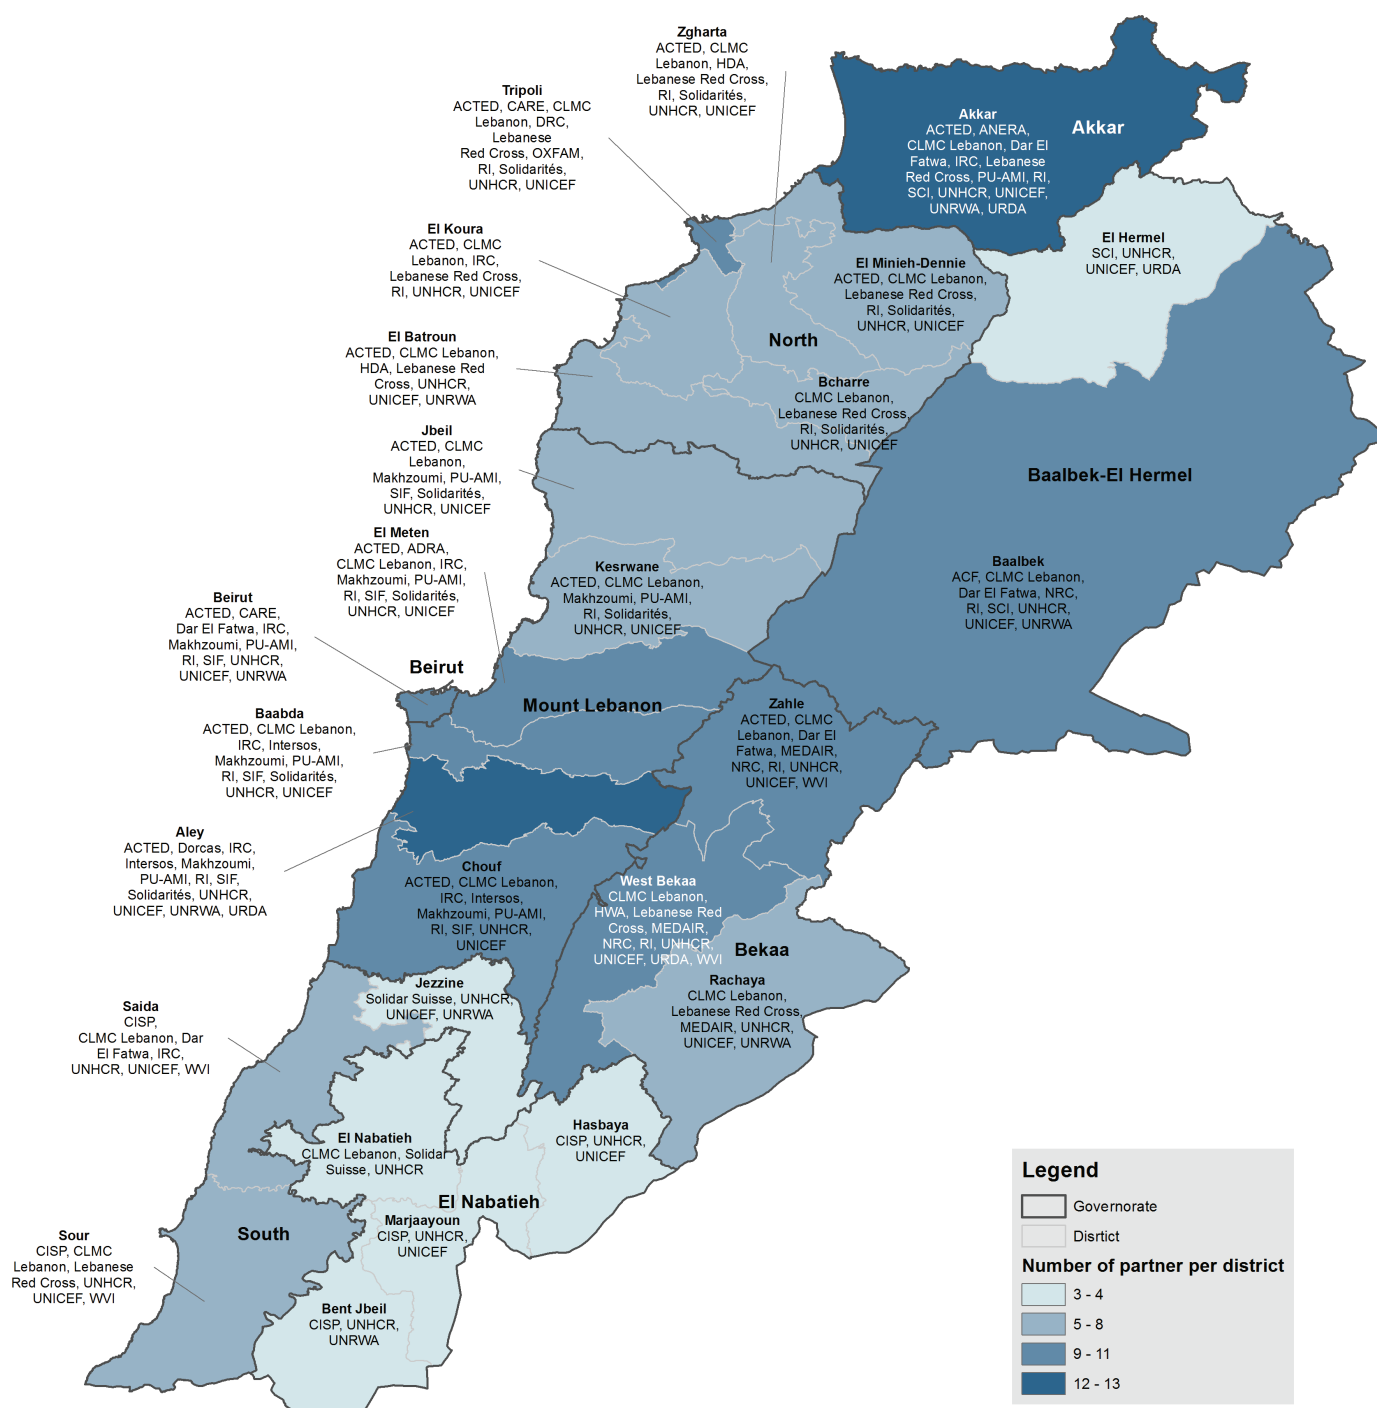 Zgharta
ACTED, CLMC
Lebanon, HDA,
Lebanese Red Cross,
RI, Solidarités,
UNHCR, UNICEF
Tripoli
ACTED, CARE, CLMC
Lebanon, DRC,
Lebanese
Red Cross, OXFAM,
RI, Solidarités,
UNHCR, UNICEF
Akkar
ACTED, ANERA,
CLMC Lebanon, Dar El
Fatwa, IRC, Lebanese
Red Cross, PU-AMI, RI,
SCI, UNHCR, UNICEF,
UNRWA, URDA
Akkar
El Koura
ACTED, CLMC
Lebanon, IRC,
Lebanese Red Cross,
RI, UNHCR, UNICEF
El Hermel
SCI, UNHCR,
UNICEF, URDA
El Minieh-Dennie
ACTED, CLMC Lebanon,
Lebanese Red Cross,
RI, Solidarités,
UNHCR, UNICEF
North
El Batroun
ACTED, CLMC Lebanon,
HDA, Lebanese Red
Cross, UNHCR,
UNICEF, UNRWA
Bcharre
CLMC Lebanon,
Lebanese Red Cross,
RI, Solidarités,
UNHCR, UNICEF
Jbeil
ACTED, CLMC
Lebanon,
Makhzoumi, PU-AMI,
SIF, Solidarités,
UNHCR, UNICEF
Baalbek-El Hermel
El Meten
ACTED, ADRA,
CLMC Lebanon, IRC,
Makhzoumi, PU-AMI,
RI, SIF, Solidarités,
UNHCR, UNICEF
Kesrwane
ACTED, CLMC Lebanon,
Makhzoumi, PU-AMI,
RI, Solidarités,
UNHCR, UNICEF
Baalbek
ACF, CLMC Lebanon,
Dar El Fatwa, NRC,
RI, SCI, UNHCR,
UNICEF, UNRWA
Beirut
ACTED, CARE,
Dar El Fatwa, IRC,
Makhzoumi, PU-AMI,
RI, SIF, UNHCR,
UNICEF, UNRWA
Beirut
Mount Lebanon
Baabda
ACTED, CLMC Lebanon,
IRC, Intersos,
Makhzoumi, PU-AMI,
RI, SIF, Solidarités,
UNHCR, UNICEF
Zahle
ACTED, CLMC
Lebanon, Dar El
Fatwa, MEDAIR,
NRC, RI, UNHCR,
UNICEF, WVI
Aley
ACTED, Dorcas, IRC,
Intersos, Makhzoumi,
PU-AMI, RI, SIF,
Solidarités, UNHCR,
UNICEF, UNRWA, URDA
Chouf
ACTED, CLMC Lebanon,
IRC, Intersos,
Makhzoumi, PU-AMI,
RI, SIF, UNHCR,
UNICEF
West Bekaa
CLMC Lebanon,
HWA, Lebanese Red
Cross, MEDAIR,
NRC, RI, UNHCR,
UNICEF, URDA, WVI
Bekaa
Rachaya
CLMC Lebanon,
Lebanese Red Cross,
MEDAIR, UNHCR,
UNICEF, UNRWA
Jezzine
Solidar Suisse, UNHCR,
UNICEF, UNRWA
Saida
CISP,
CLMC Lebanon, Dar
El Fatwa, IRC,
UNHCR, UNICEF, WVI
Hasbaya
CISP, UNHCR,
UNICEF
El Nabatieh
CLMC Lebanon, Solidar
Suisse, UNHCR
El Nabatieh
Marjaayoun
CISP, UNHCR,
UNICEF
South
Sour
CISP, CLMC
Lebanon, Lebanese
Red Cross, UNHCR,
UNICEF, WVI
Bent Jbeil
CISP, UNHCR,
UNRWA
Legend
Governorate
Disrtict
Number of partner per district
3 - 4
5 - 8
9 - 11
12 - 13